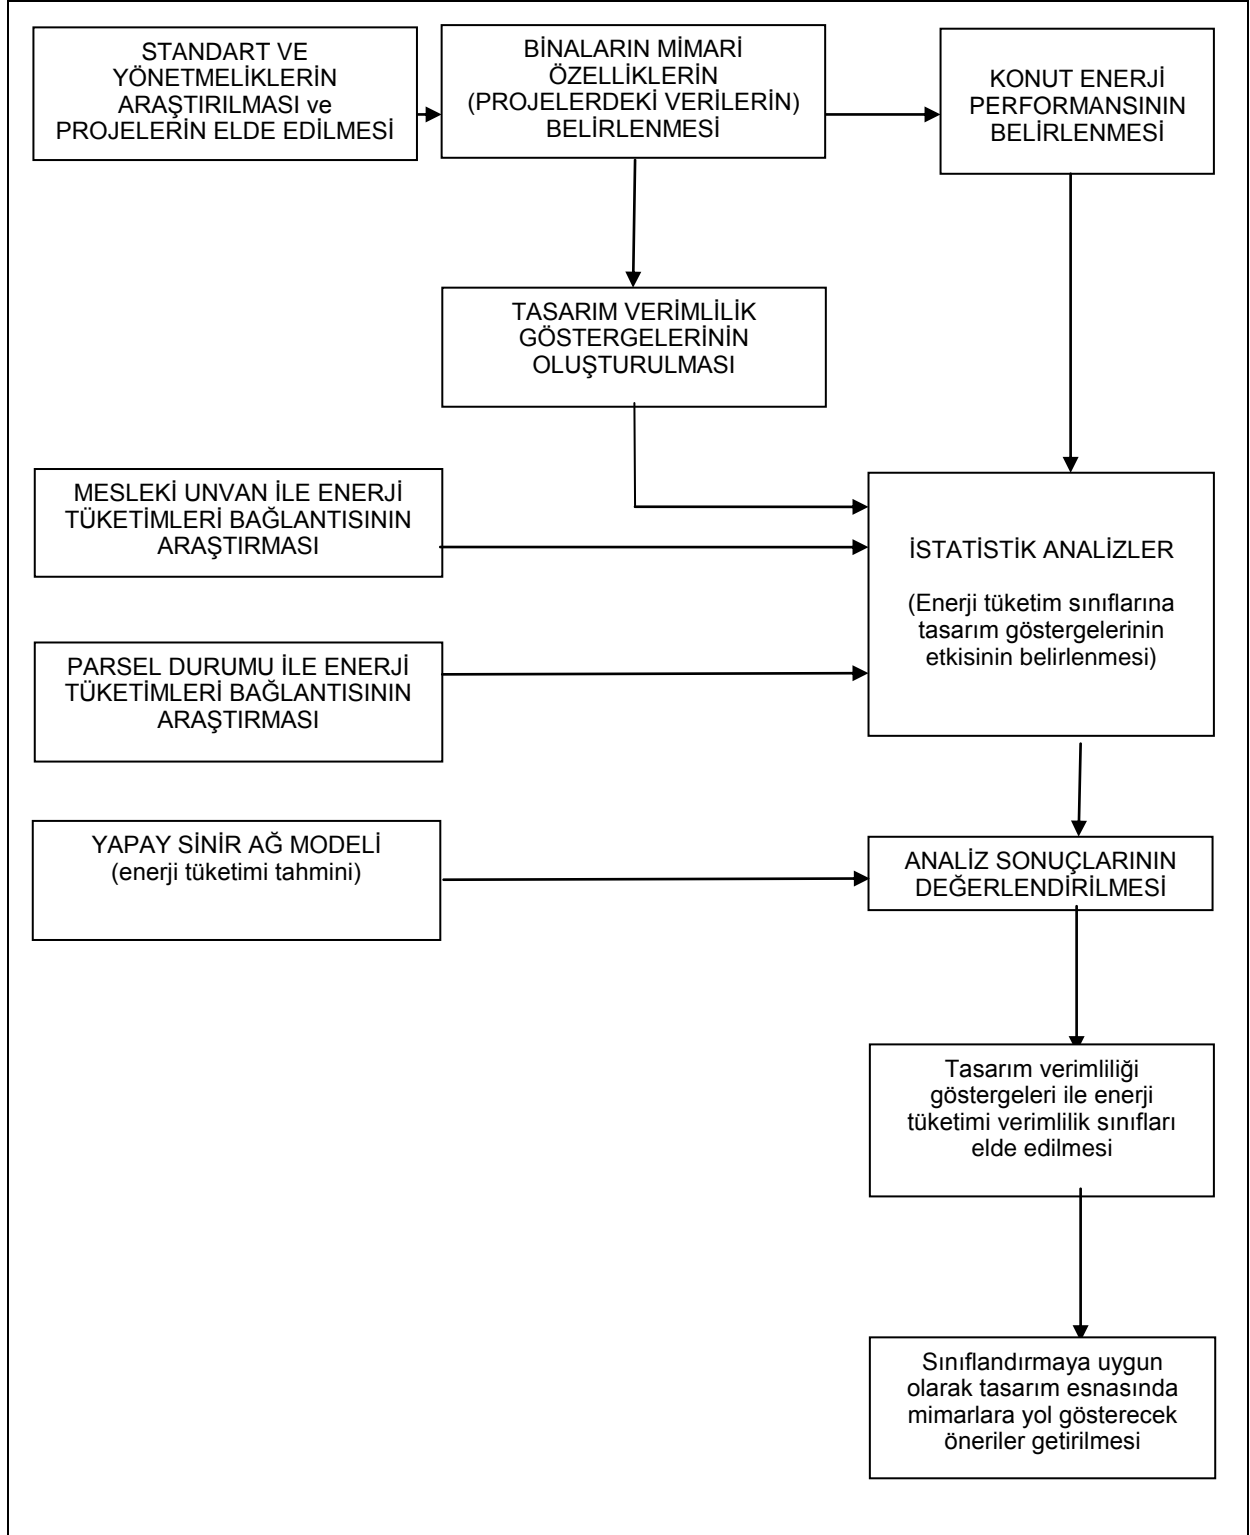 STANDART VE
YÖNETMELİKLERİN
ARAŞTIRILMASI ve
PROJELERİN ELDE EDİLMESİ
BİNALARIN MİMARİ
ÖZELLİKLERİN
(PROJELERDEKİ VERİLERİN)
BELİRLENMESİ
KONUT ENERJİ
PERFORMANSININ
BELİRLENMESİ
TASARIM VERİMLİLİK
GÖSTERGELERİNİN
OLUŞTURULMASI
MESLEKİ UNVAN İLE ENERJİ
TÜKETİMLERİ BAĞLANTISININ
ARAŞTIRMASI
İSTATİSTİK ANALİZLER
(Enerji tüketim sınıflarına
tasarım göstergelerinin
etkisinin belirlenmesi)
PARSEL DURUMU İLE ENERJİ
TÜKETİMLERİ BAĞLANTISININ
ARAŞTIRMASI
YAPAY SİNİR AĞ MODELİ
(enerji tüketimi tahmini)
ANALİZ SONUÇLARININ
DEĞERLENDİRİLMESİ
Tasarım verimliliği
göstergeleri ile enerji
tüketimi verimlilik sınıfları
elde edilmesi
Sınıflandırmaya uygun
olarak tasarım esnasında
mimarlara yol gösterecek
öneriler getirilmesi